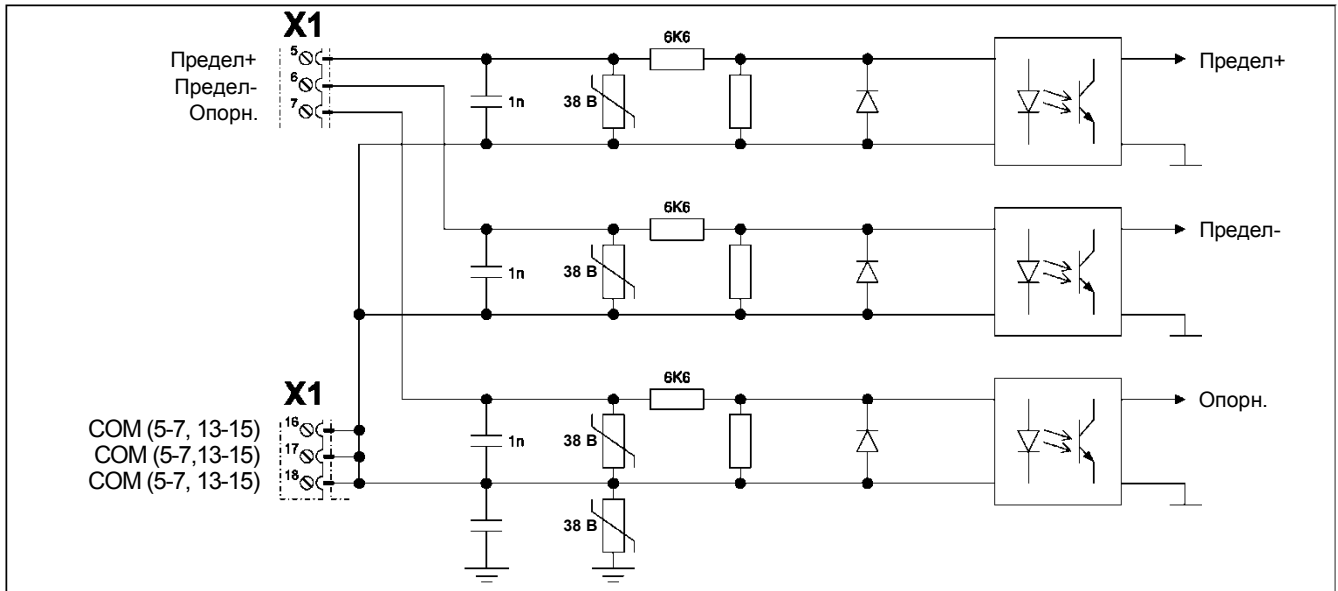 X1
5
Предел+
6
Предел-
7
Опорн.
1n
38 В
6K6
Предел+
1n
38 В
6K6
Предел-
X1
16
COM (5-7, 13-15)
17
COM (5-7,13-15)
18
COM (5-7, 13-15)
1n
38 В
6K6
Опорн.
38 В